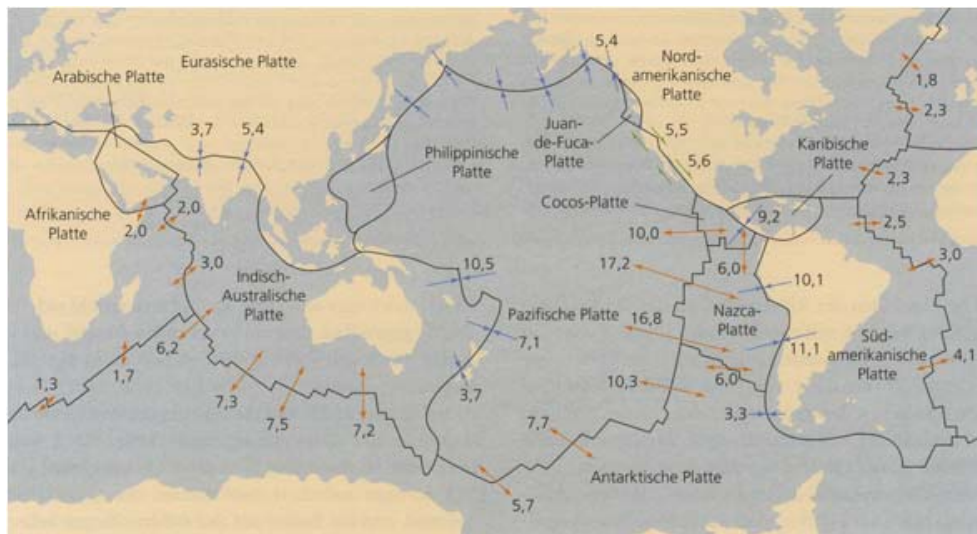 Eurasische Platte
Arabische Platte
3,7
5,4
5,4
Nord-
amerikanische
Platte
1,8
2,3
Juan-
de-Fuca-
Platte
5,5
5,6
Karibische
Platte
2,3
Philippinische
Platte
Afrikanische
Platte
2,0
2,0
Cocos-Platte
9,2
10,0
2,5
3,0
3,0
Indisch-
Australische
Platte
10,5
17,2
6,0
10,1
Pazifische Platte
16,8
Nazca-
Platte
11,1
Süd-
amerikanische
Platte
7,1
6,2
1,7
1,3
7,3
7,5
7,2
3,7
10,3
6,0
3,3
4,1
7,7
5,7
Antarktische Platte